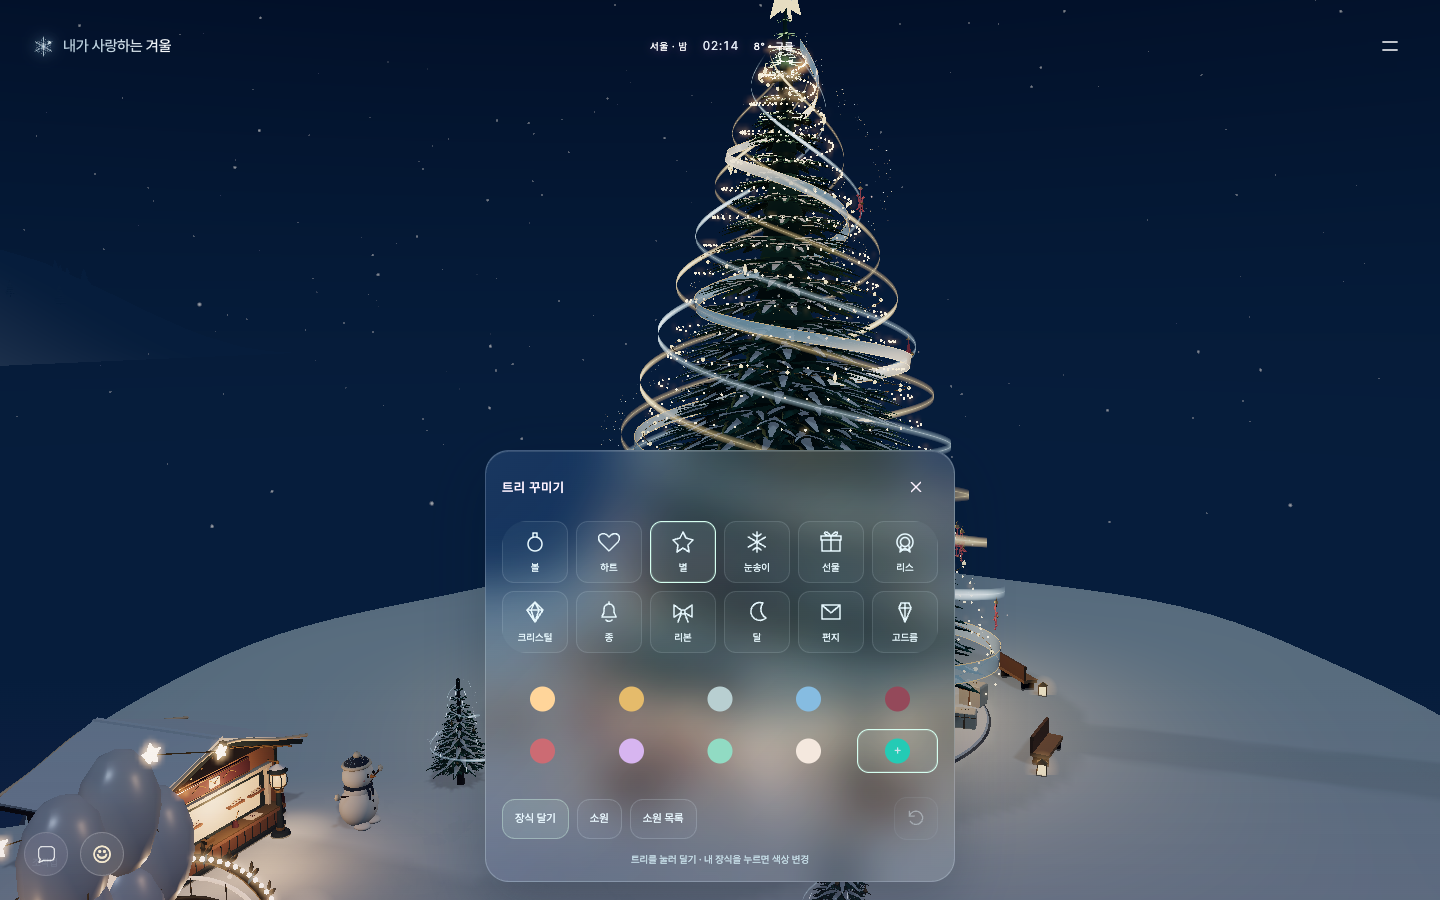 내가 사랑하는 겨울
서울 · 밤 02:14 8° · 구름
트리 꾸미기
볼 하트 별 눈송이 선물 리스
크리스털 종 리본 달 편지 고드름
+
장식 달기 소원 소원 목록
트리를 눌러 달기 · 내 장식을 누르면 색상 변경